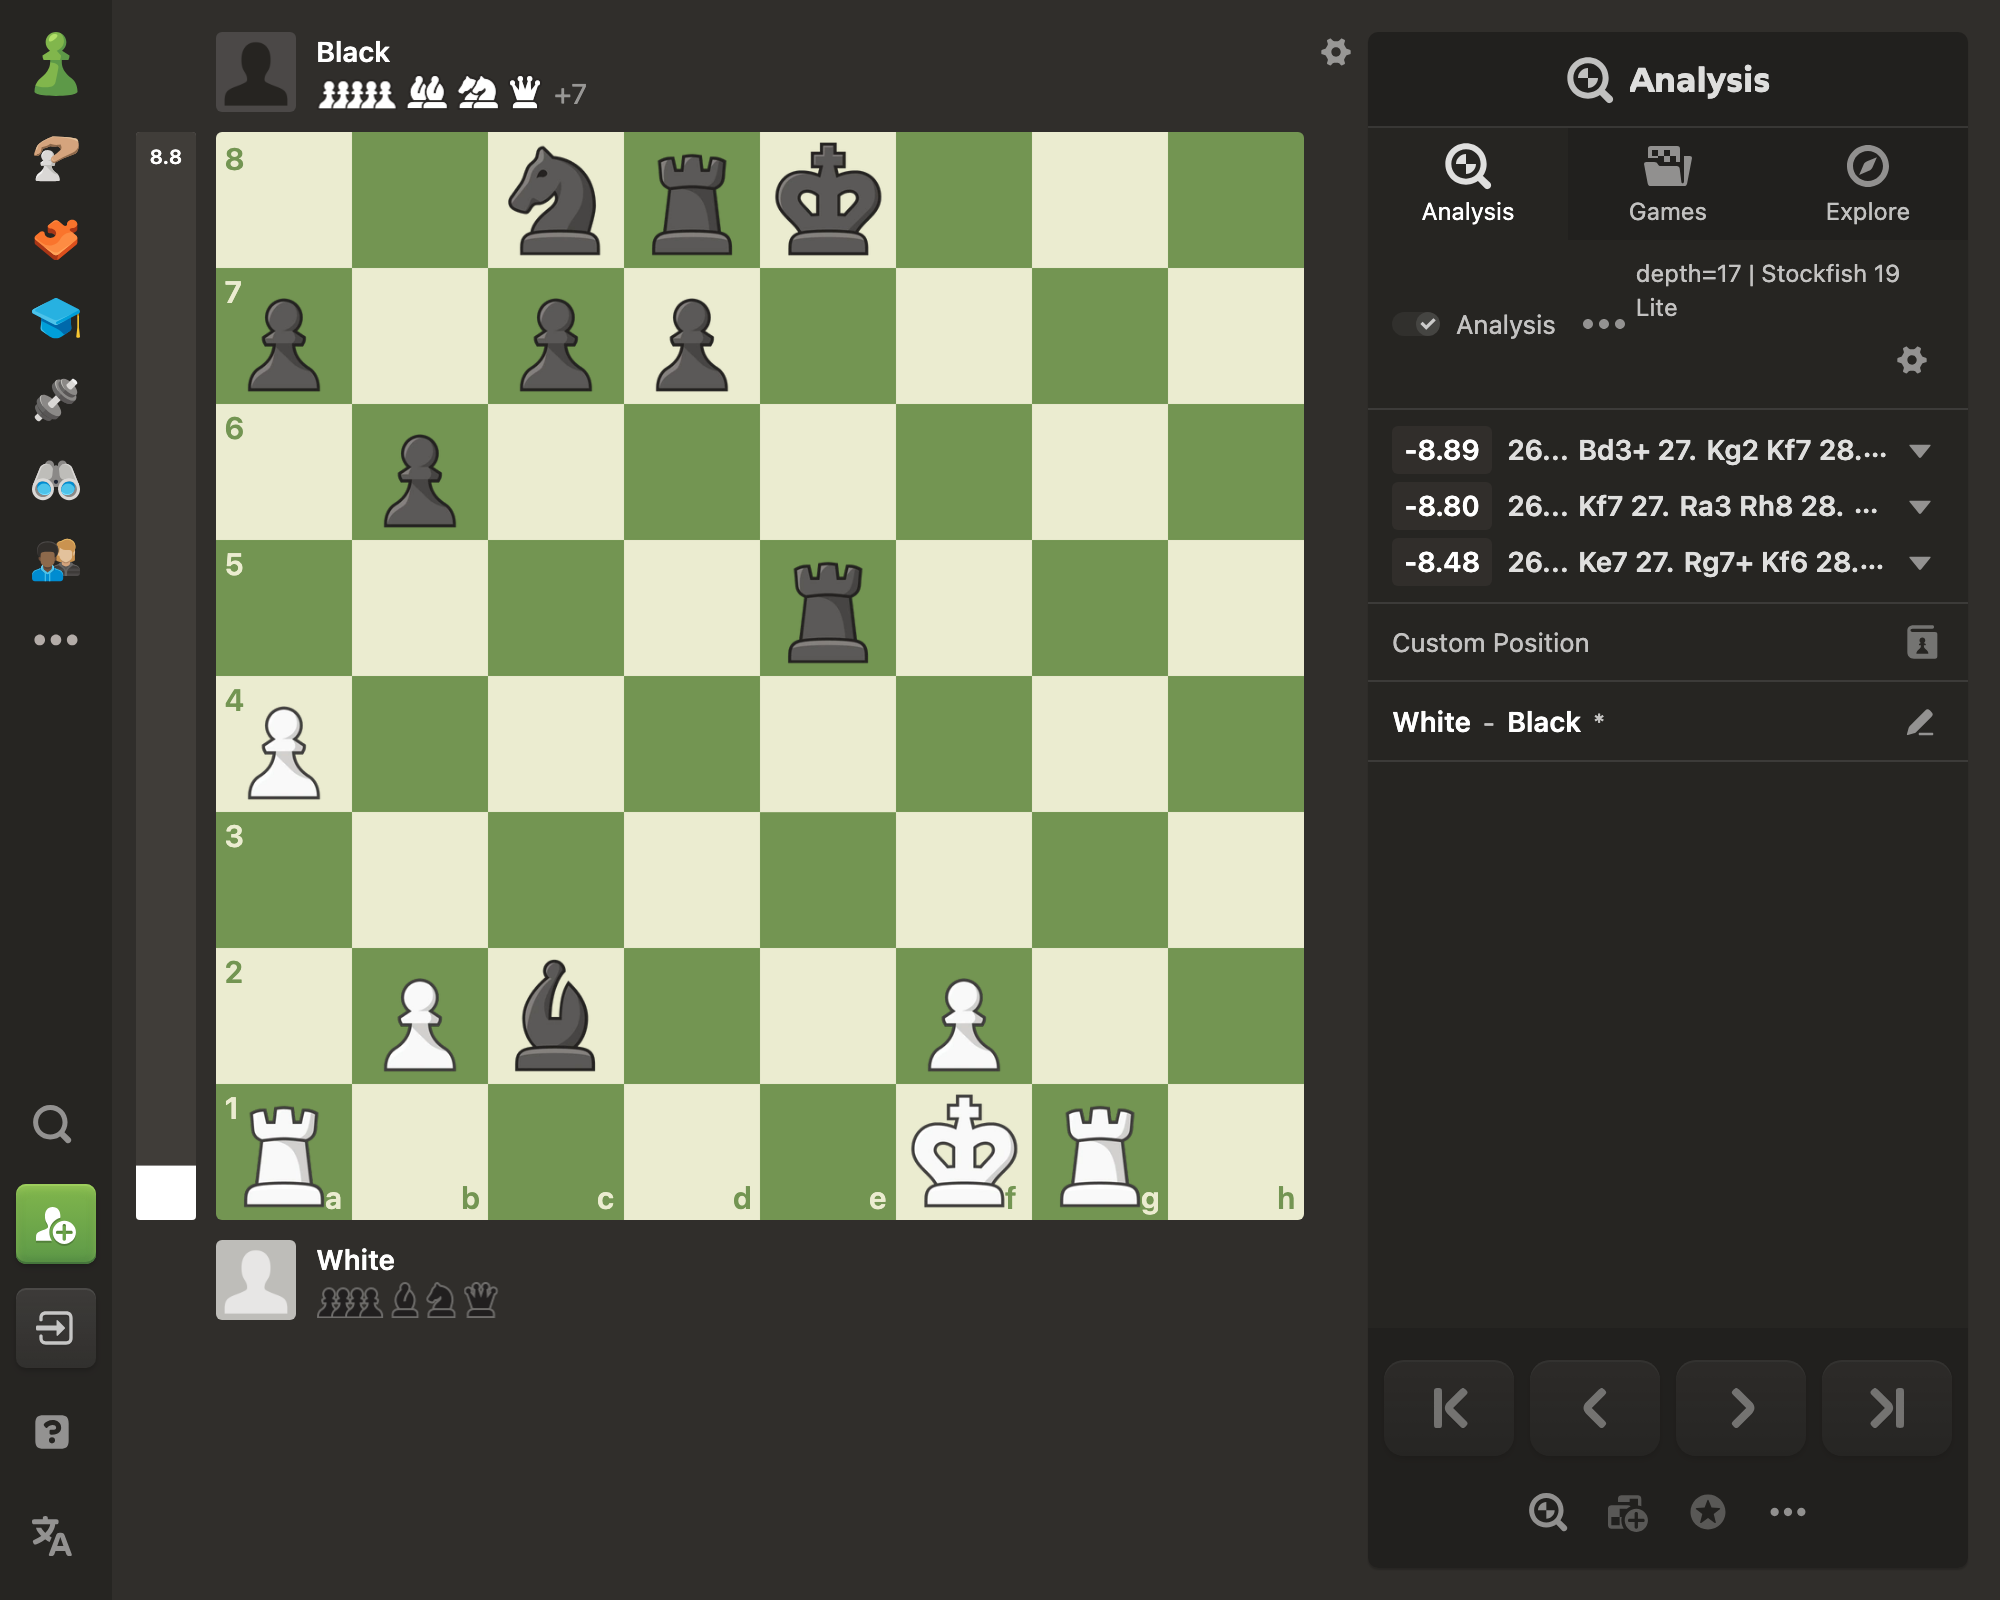 Black
+7
8.8
8
7
6
5
4
3
2
1
a b c d e f g h
White
Analysis
Analysis Games Explore
depth=17 | Stockfish 19
Lite
Analysis
-8.89 26... Bd3+ 27. Kg2 Kf7 28....
-8.80 26... Kf7 27. Ra3 Rh8 28. ...
-8.48 26... Ke7 27. Rg7+ Kf6 28....
Custom Position
White - Black *